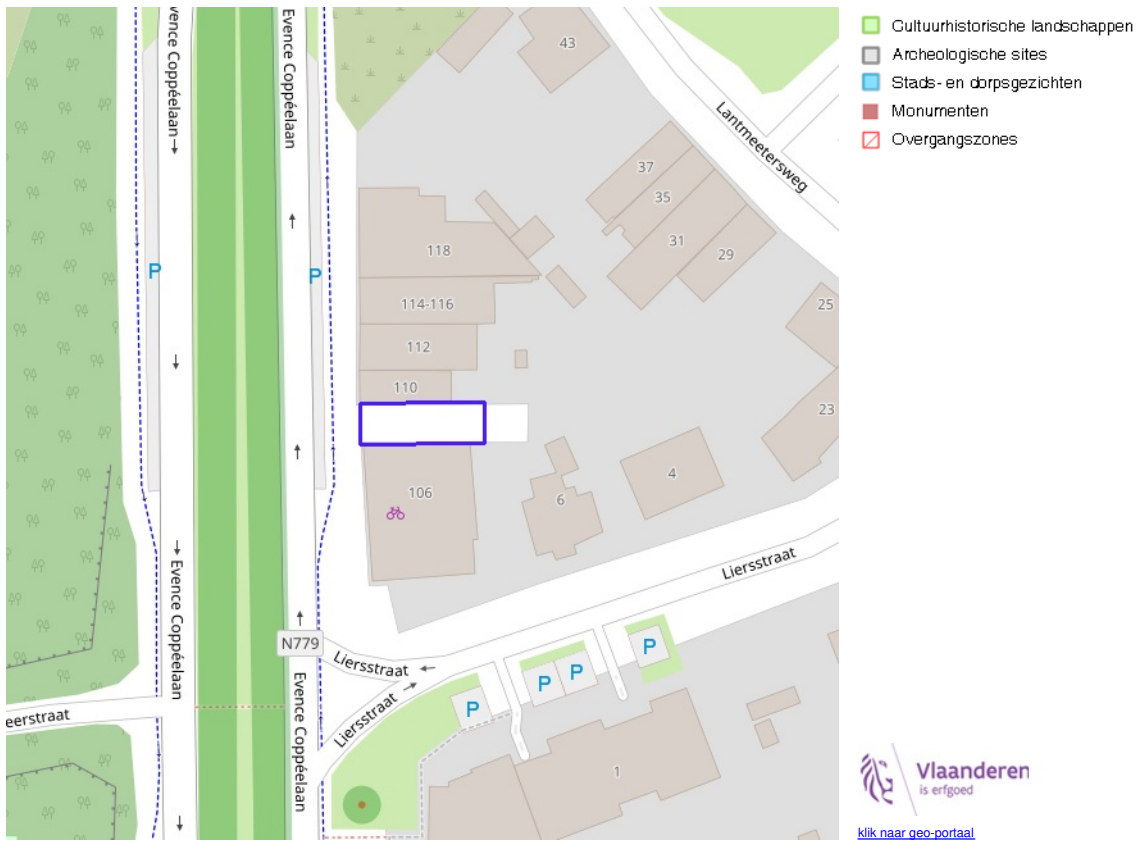 Evence Coppéelaan
Evence Coppéelaan
43
Lantmeetersweg
37
35
31
29
118
114-116
112
110
25
23
P
P
106
6
4
Liersstraat
Evence Coppéelaan
N779
Liersstraat
Evence Coppéelaan
Liersstraat
eerstraat
P
P
P
P
1
Cultuurhistorische landschappen
Archeologische sites
Stads- en dorpsgezichten
Monumenten
Overgangszones
Vlaanderen
is erfgoed
klik naar geo-portaal